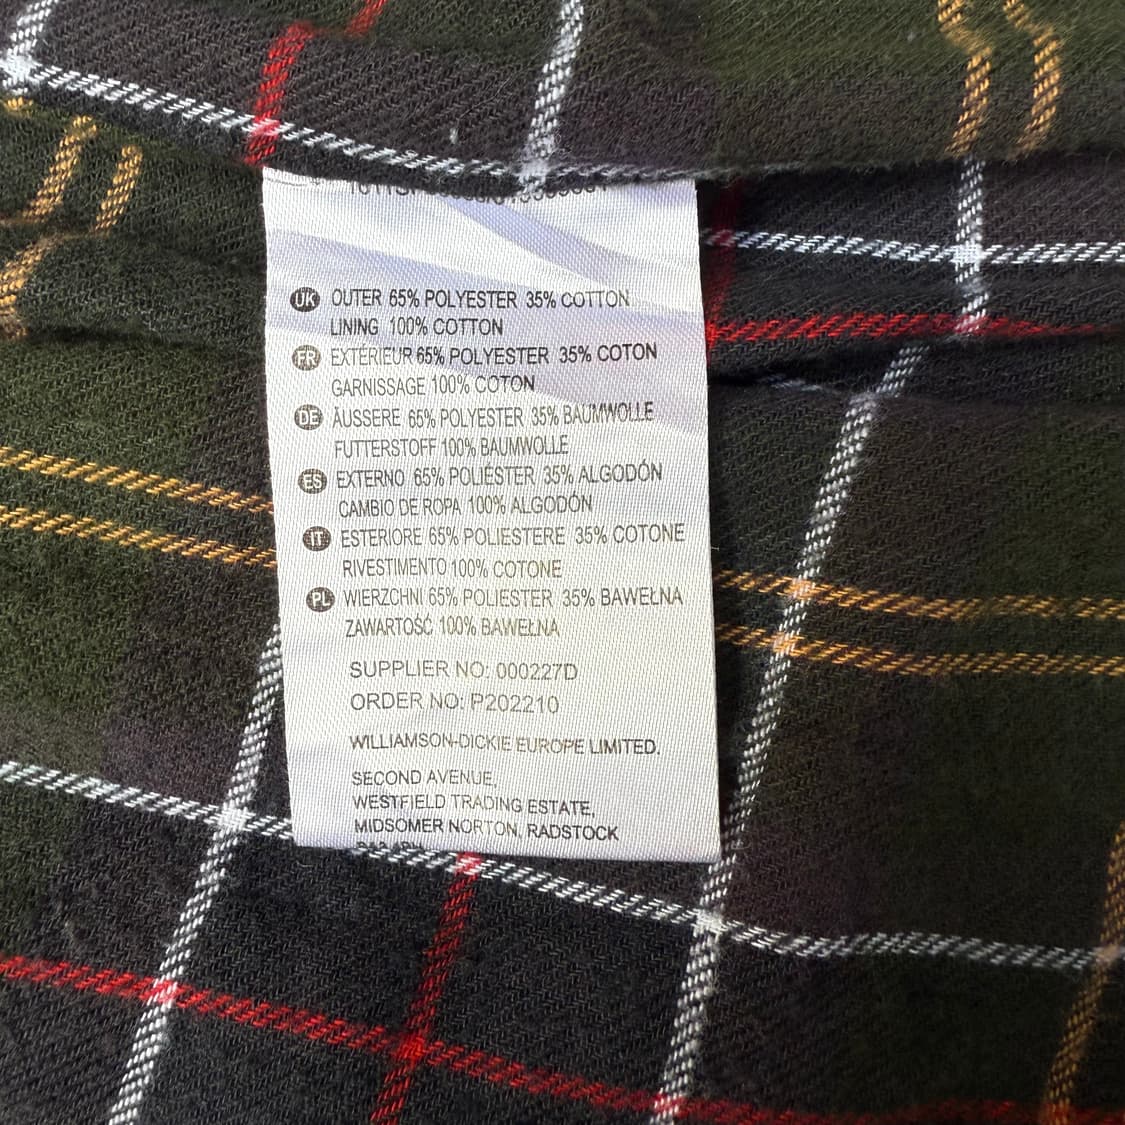 UK OUTER 65% POLYESTER 35% COTTON
LINING 100% COTTON
FR EXTÉRIEUR 65% POLYESTER 35% COTON
GARNISSAGE 100% COTON
DE ÄUSSERE 65% POLYESTER 35% BAUMWOLLE
FUTTERSTOFF 100% BAUMWOLLE
ES EXTERNO 65% POLIÉSTER 35% ALGODÓN
CAMBIO DE ROPA 100% ALGODÓN
IT ESTERIORE 65% POLIESTERE 35% COTONE
RIVESTIMENTO 100% COTONE
PL WIERZCHNI 65% POLIESTER 35% BAWEŁNA
ZAWARTOŚĆ 100% BAWEŁNA
SUPPLIER NO: 000227D
ORDER NO: P202210
WILLIAMSON-DICKIE EUROPE LIMITED.
SECOND AVENUE,
WESTFIELD TRADING ESTATE,
MIDSOMER NORTON, RADSTOCK